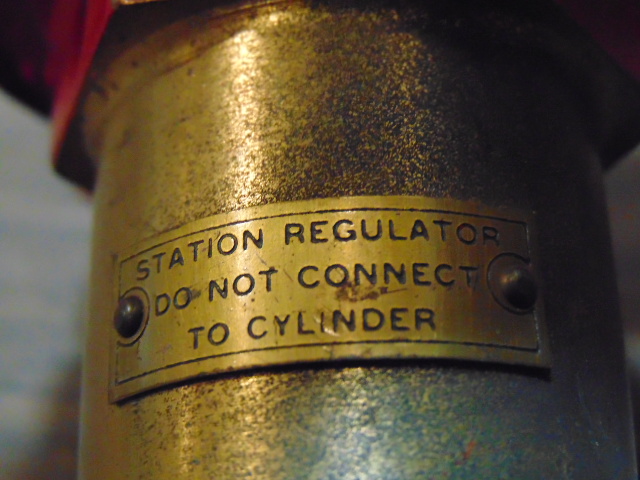 STATION REGULATOR
DO NOT CONNECT
TO CYLINDER